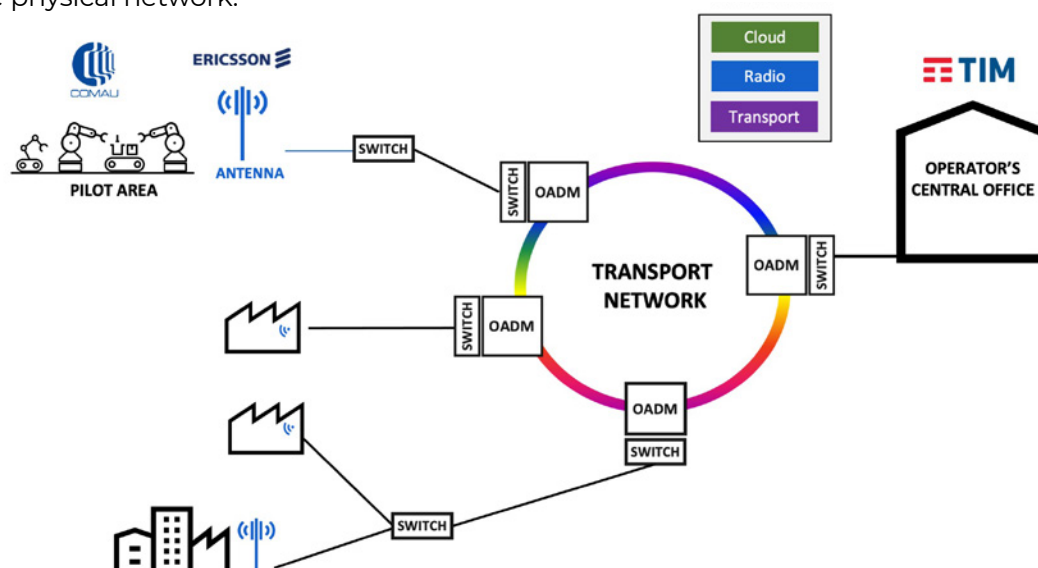 physical network.
COMAU
ERICSSON
ANTENNA
PILOT AREA
SWITCH
SWITCH
OADM
Cloud
Radio
Transport
TIM
OPERATOR'S
CENTRAL OFFICE
TRANSPORT
NETWORK
OADM
SWITCH
SWITCH
OADM
OADM
SWITCH
SWITCH